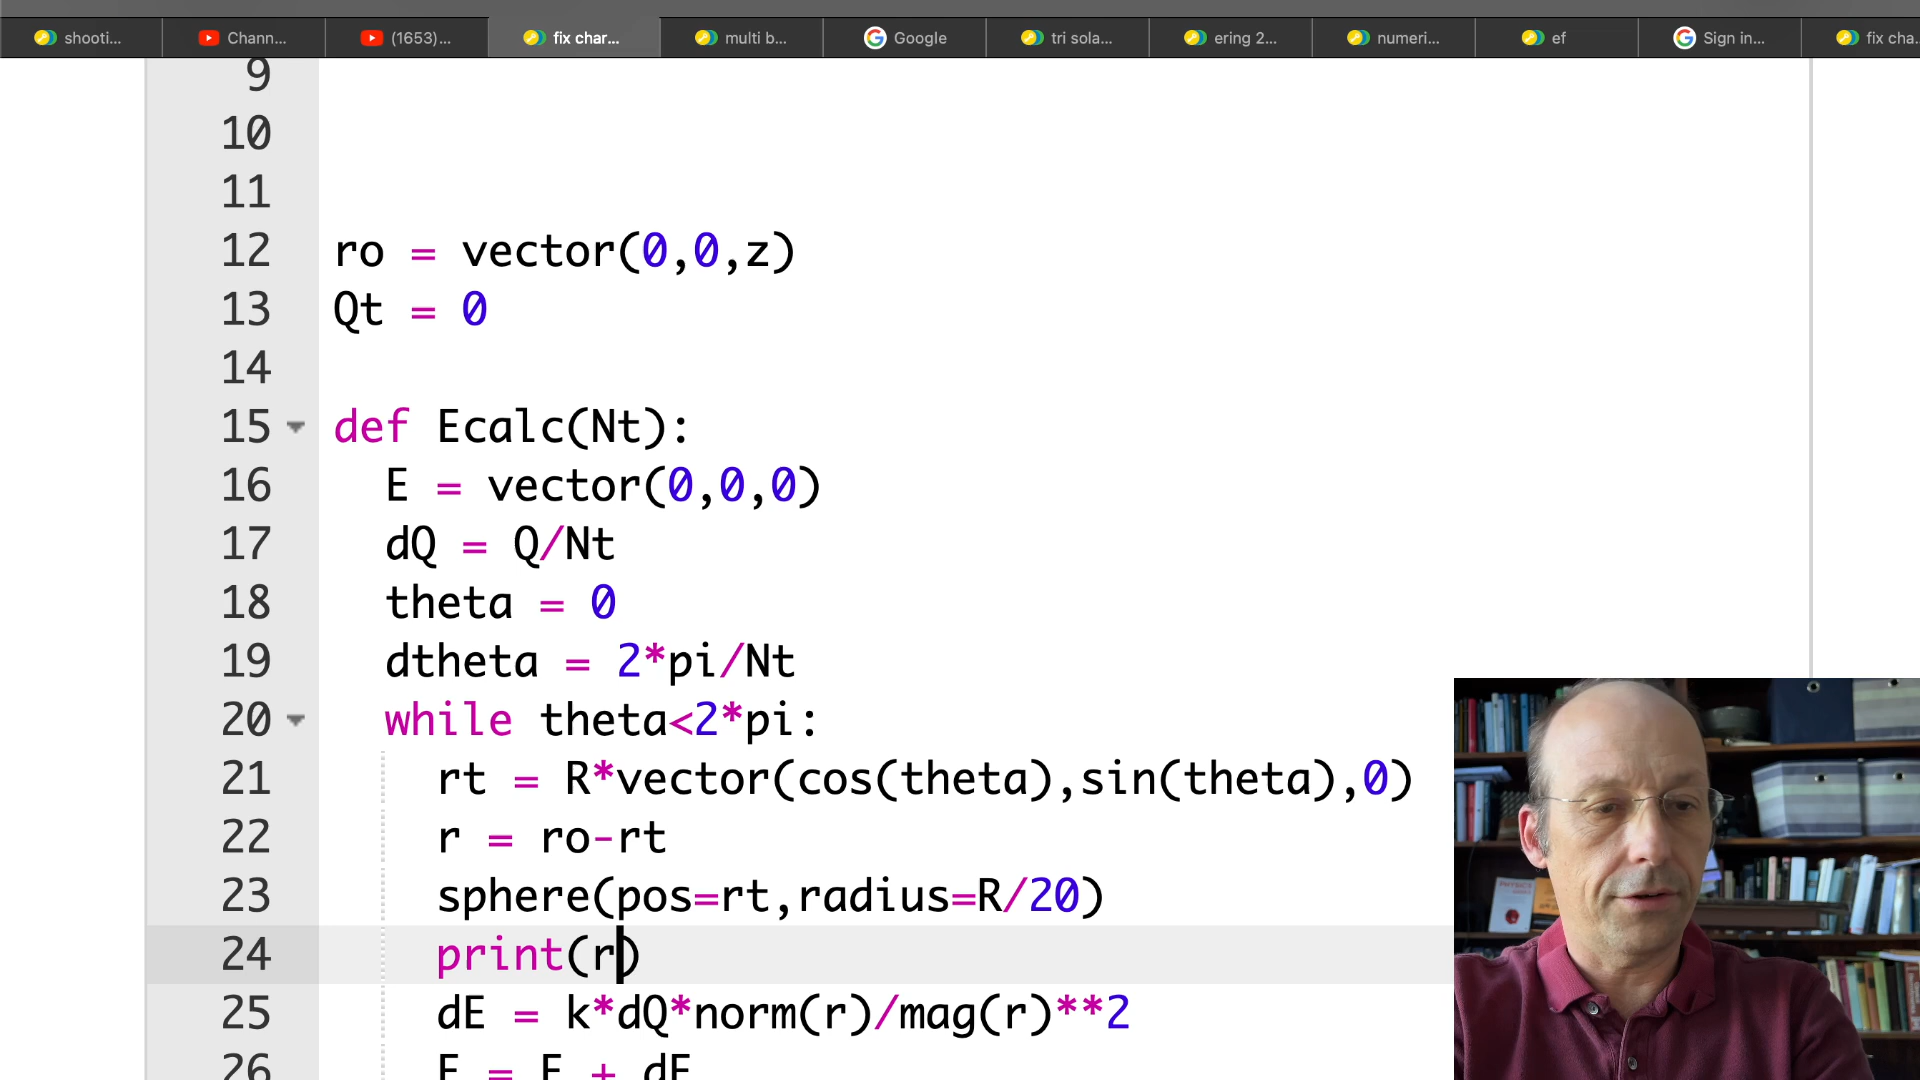 shooti...
Chann...
(1653)...
fix char...
multi b...
Google
tri sola...
ering 2...
numeri...
ef
Sign in...
fix cha.
9
10
11
12 ro = vector(0,0,z)
13 Qt = 0
14
15 def Ecalc(Nt):
16 E = vector(0,0,0)
17 dQ = Q/Nt
18 theta = 0
19 dtheta = 2*pi/Nt
20 while theta<2*pi:
21 rt = R*vector(cos(theta),sin(theta),0)
22 r = ro-rt
23 sphere(pos=rt,radius=R/20)
24 print(r)
25 dE = k*dQ*norm(r)/mag(r)**2
26 E = E + dE
PHYSICS